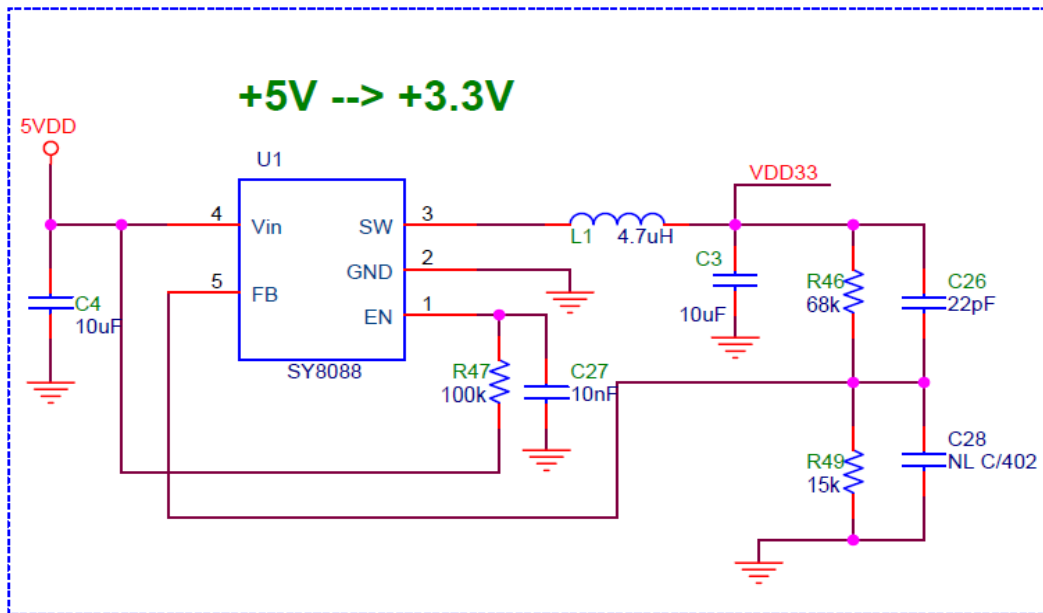 +5V --> +3.3V
5VDD
U1
VDD33
4
Vin
SW
3
L1
4.7uH
GND
2
C3
10uF
R46
68k
C26
22pF
5
FB
C4
10uF
EN
1
SY8088
R47
100k
C27
10nF
C28
NL C/402
R49
15k